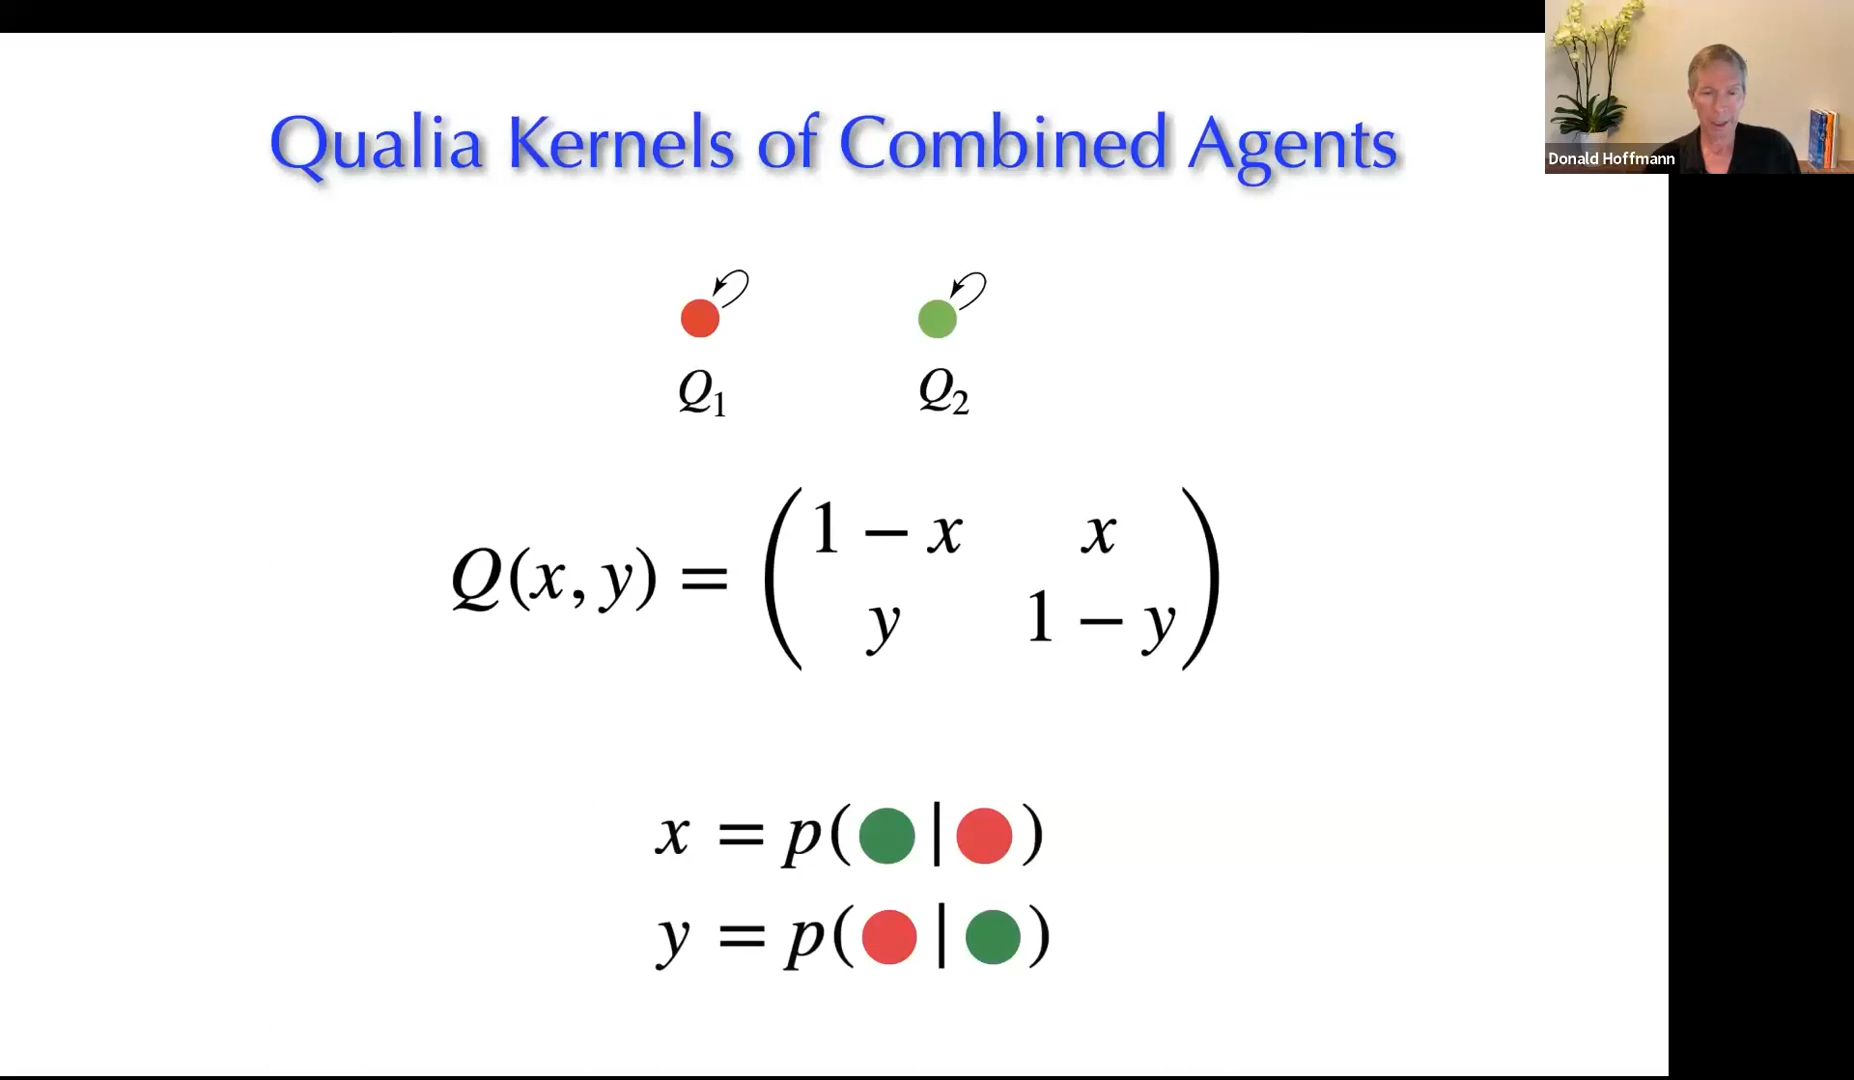 Qualia Kernels of Combined Agents
Donald Hoffmann
Q₁ Q₂
Q(x, y) = (1 − x x
y 1 − y)
x = p( | )
y = p( | )